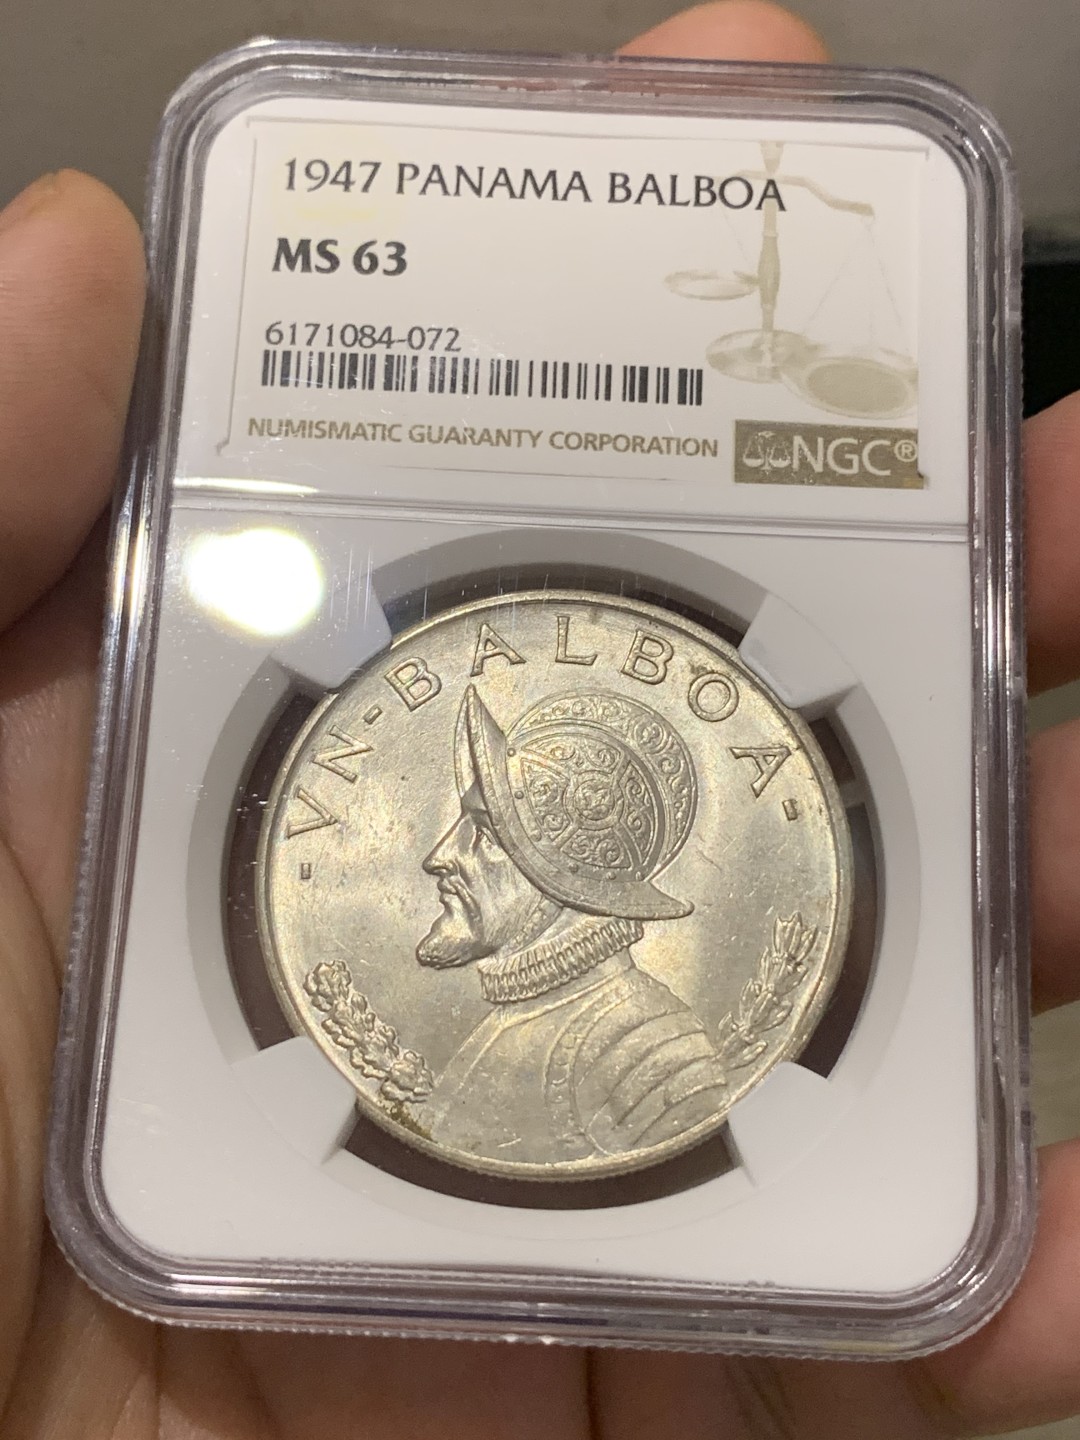 1947 PANAMA BALBOA
MS 63
6171084-072
NUMISMATIC GUARANTY CORPORATION
NGC®
- VN - BALBOA -